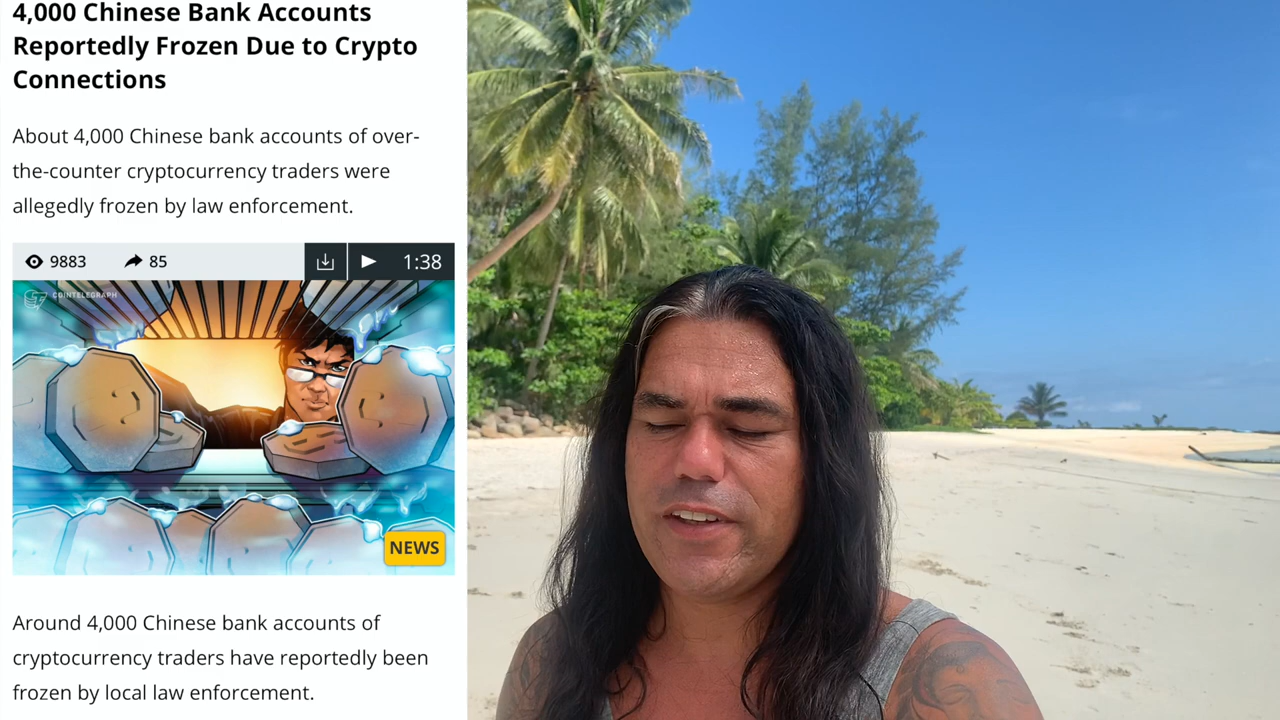 4,000 Chinese Bank Accounts
Reportedly Frozen Due to Crypto
Connections
About 4,000 Chinese bank accounts of over-
the-counter cryptocurrency traders were
allegedly frozen by law enforcement.
9883
85
1:38
COINTELEGRAPH
NEWS
Around 4,000 Chinese bank accounts of
cryptocurrency traders have reportedly been
frozen by local law enforcement.